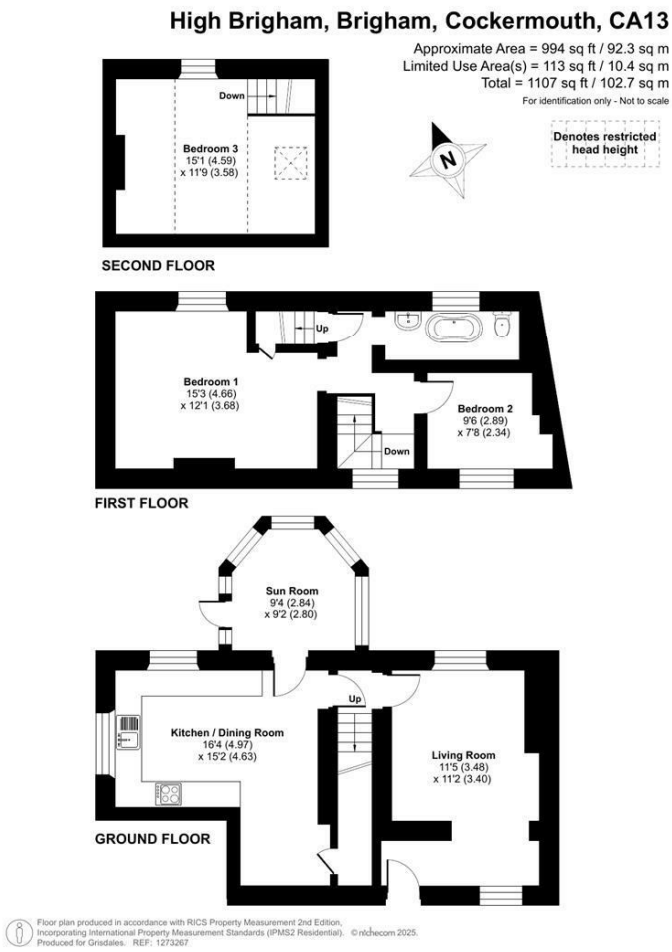 High Brigham, Brigham, Cockermouth, CA13
Approximate Area = 994 sq ft / 92.3 sq m
Limited Use Area(s) = 113 sq ft / 10.4 sq m
Total = 1107 sq ft / 102.7 sq m
For identification only - Not to scale
Denotes restricted
head height
N
Down
Bedroom 3
15'1 (4.59)
x 11'9 (3.58)
SECOND FLOOR
Up
Bedroom 1
15'3 (4.66)
x 12'1 (3.68)
Bedroom 2
9'6 (2.89)
x 7'8 (2.34)
Down
FIRST FLOOR
Sun Room
9'4 (2.84)
x 9'2 (2.80)
Up
Kitchen / Dining Room
16'4 (4.97)
x 15'2 (4.63)
Living Room
11'5 (3.48)
x 11'2 (3.40)
GROUND FLOOR
Floor plan produced in accordance with RICS Property Measurement 2nd Edition,
Incorporating International Property Measurement Standards (IPMS2 Residential). © nichecom 2025.
Produced for Grisdales. REF: 1273267